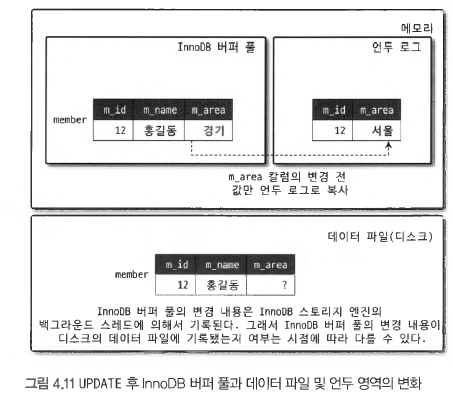 메모리
InnoDB 버퍼 풀
언두 로그
member
m_id m_name m_area
12 홍길동 경기
m_id m_area
12 서울
m_area 칼럼의 변경 전
값만 언두 로그로 복사
데이터 파일(디스크)
member
m_id m_name m_area
12 홍길동 ?
InnoDB 버퍼 풀의 변경 내용은 InnoDB 스토리지 엔진의
백그라운드 스레드에 의해서 기록된다. 그래서 InnoDB 버퍼 풀의 변경 내용이
디스크의 데이터 파일에 기록됐는지 여부는 시점에 따라 다를 수 있다.
그림 4.11 UPDATE 후 InnoDB 버퍼 풀과 데이터 파일 및 언두 영역의 변화